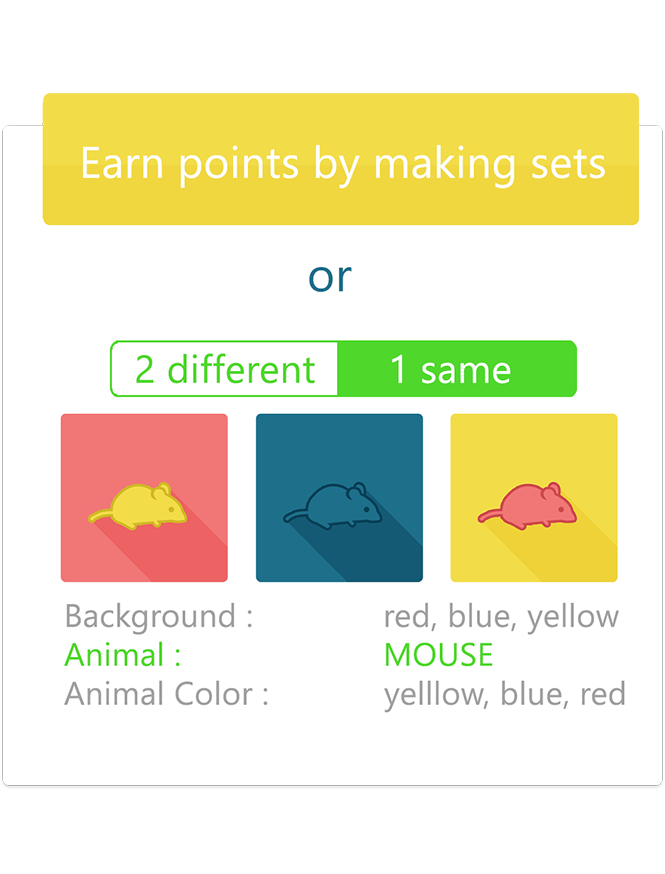 Earn points by making sets
or
2 different 1 same
Background : red, blue, yellow
Animal : MOUSE
Animal Color : yelllow, blue, red